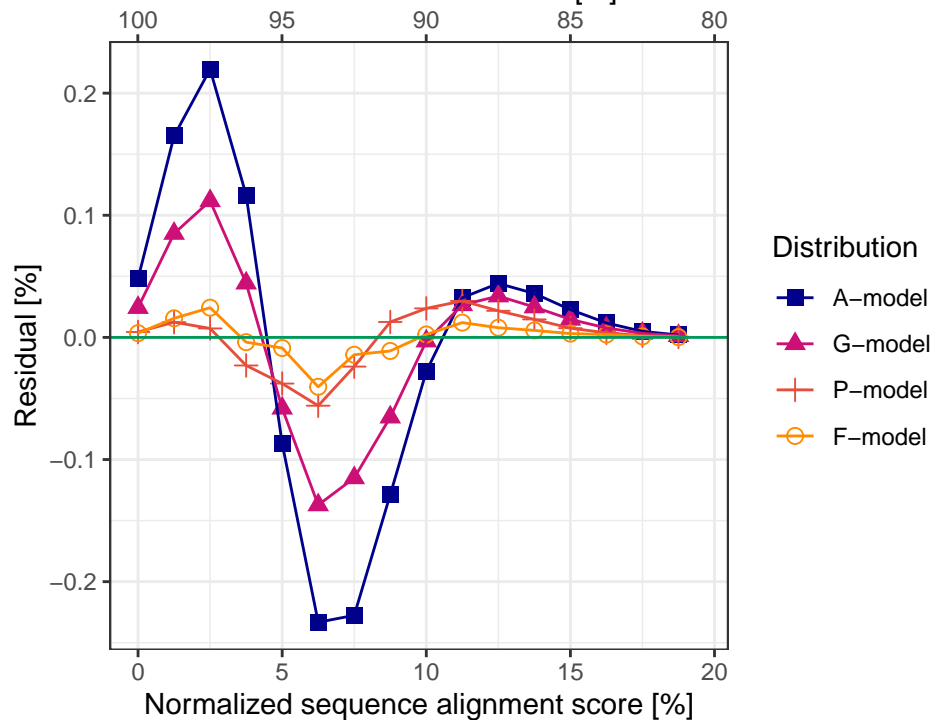 100 95 90 85 80
0.2
0.1
0.0
−0.1
−0.2
Residual [%]
0 5 10 15 20
Normalized sequence alignment score [%]
Distribution
A−model
G−model
P−model
F−model